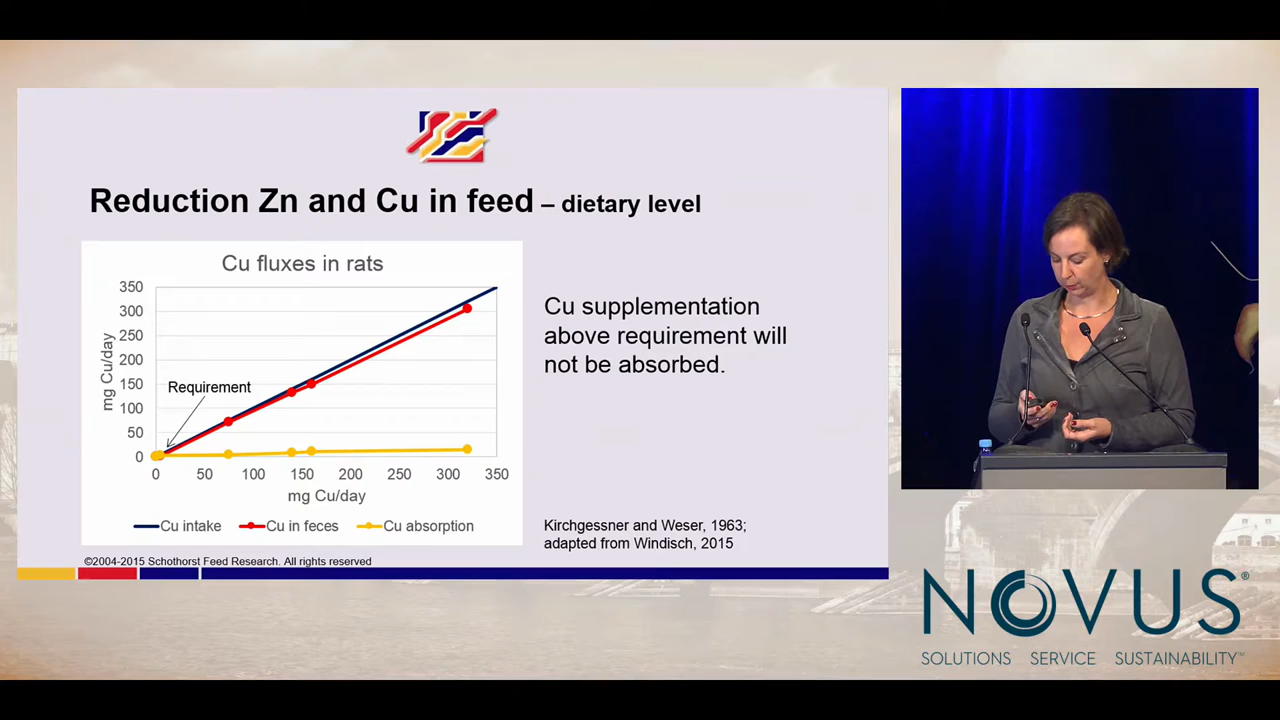 Reduction Zn and Cu in feed – dietary level
Cu fluxes in rats
350
300
250
200
150
100
50
0
mg Cu/day
Requirement
0 50 100 150 200 250 300 350
mg Cu/day
Cu intake Cu in feces Cu absorption
Cu supplementation
above requirement will
not be absorbed.
Kirchgessner and Weser, 1963;
adapted from Windisch, 2015
©2004-2015 Schothorst Feed Research. All rights reserved
NOVUS®
SOLUTIONS SERVICE SUSTAINABILITY™